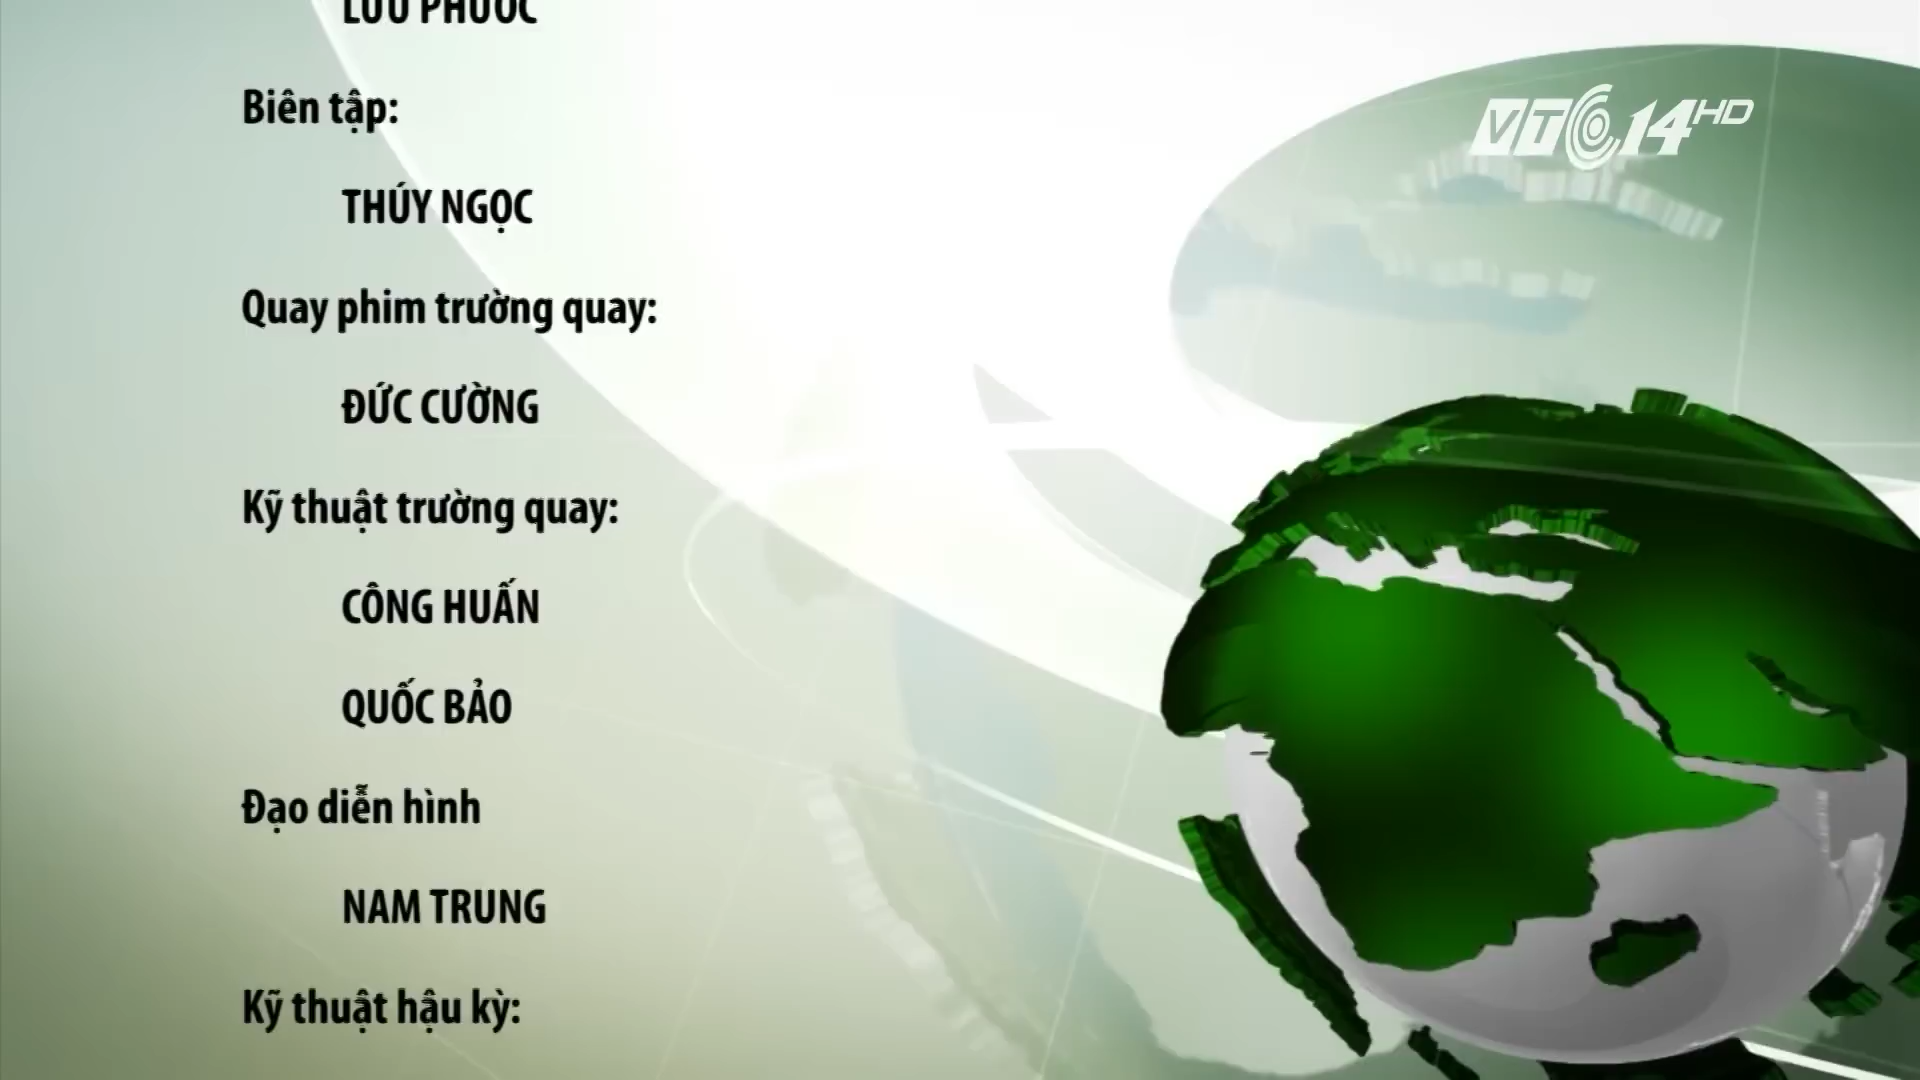 Biên tập:
THÚY NGỌC
Quay phim trường quay:
ĐỨC CƯỜNG
Kỹ thuật trường quay:
CÔNG HUẤN
QUỐC BẢO
Đạo diễn hình
NAM TRUNG
Kỹ thuật hậu kỳ:
VTC14 HD